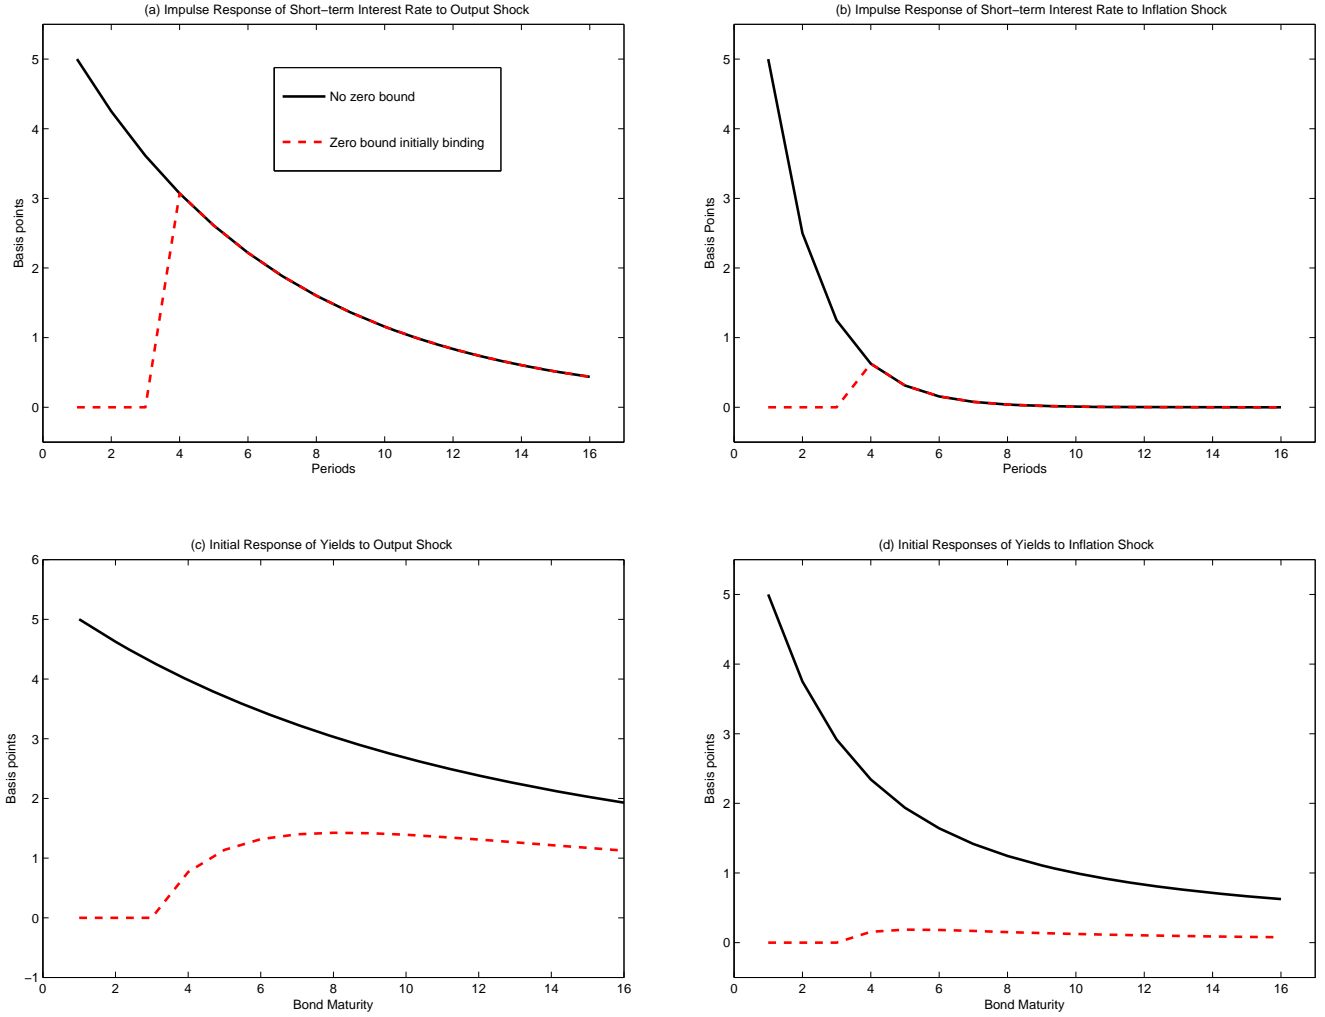 (a) Impulse Response of Short−term Interest Rate to Output Shock
5
4
3
2
1
0
Basis points
No zero bound
Zero bound initially binding
0 2 4 6 8 10 12 14 16
Periods
(b) Impulse Response of Short−term Interest Rate to Inflation Shock
5
4
3
2
1
0
Basis Points
0 2 4 6 8 10 12 14 16
Periods
(c) Initial Response of Yields to Output Shock
6
5
4
3
2
1
0
−1
Basis points
0 2 4 6 8 10 12 14 16
Bond Maturity
(d) Initial Responses of Yields to Inflation Shock
5
4
3
2
1
0
Basis points
0 2 4 6 8 10 12 14 16
Bond Maturity